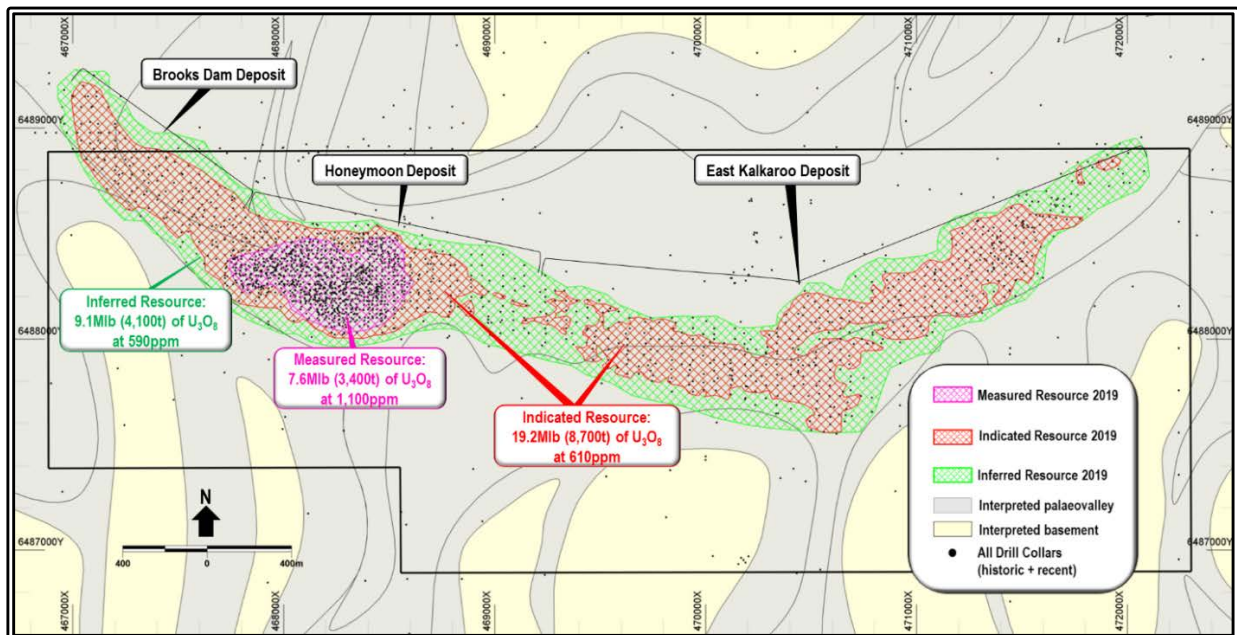 467000X
468000X
469000X
470000X
471000X
472000X
Brooks Dam Deposit
6489000Y
6489000Y
Honeymoon Deposit
East Kalkaroo Deposit
Inferred Resource:
9.1Mlb (4,100t) of U₃O₈
at 590ppm
6488000Y
6488000Y
Measured Resource:
7.6Mlb (3,400t) of U₃O₈
at 1,100ppm
Indicated Resource:
19.2Mlb (8,700t) of U₃O₈
at 610ppm
Measured Resource 2019
Indicated Resource 2019
Inferred Resource 2019
Interpreted palaeovalley
Interpreted basement
All Drill Collars
(historic + recent)
N
400 0 400m
6487000Y
6487000Y
467000X
468000X
469000X
470000X
471000X
472000X